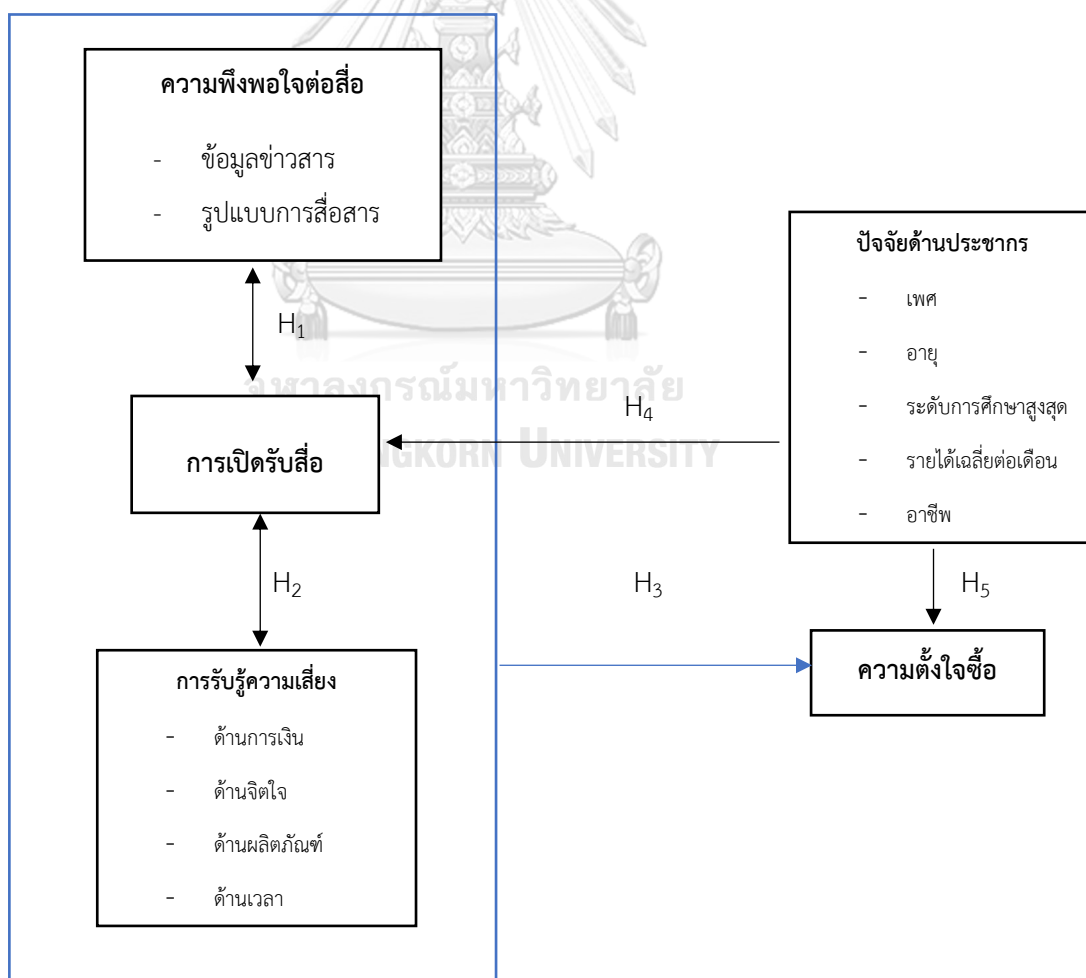 ความพึงพอใจต่อสื่อ
- ข้อมูลข่าวสาร
- รูปแบบการสื่อสาร
H1
การเปิดรับสื่อ
H2
การรับรู้ความเสี่ยง
- ด้านการเงิน
- ด้านจิตใจ
- ด้านผลิตภัณฑ์
- ด้านเวลา
จุฬาลงกรณ์มหาวิทยาลัย
NGKORN UNIVERSITY
H4
H3
ปัจจัยด้านประชากร
- เพศ
- อายุ
- ระดับการศึกษาสูงสุด
- รายได้เฉลี่ยต่อเดือน
- อาชีพ
H5
ความตั้งใจซื้อ